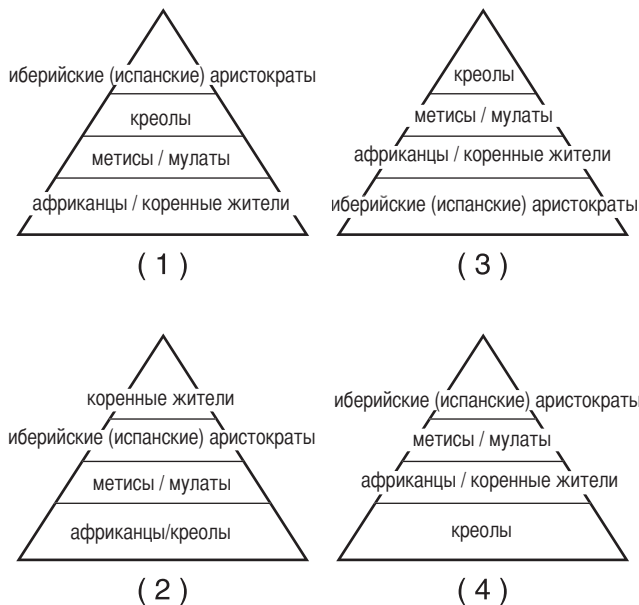 иберийские (испанские) аристократы
креолы
метисы / мулаты
африканцы / коренные жители
( 1 )
креолы
метисы / мулаты
африканцы / коренные жители
иберийские (испанские) аристократы
( 3 )
коренные жители
иберийские (испанские) аристократы
метисы / мулаты
африканцы/креолы
( 2 )
иберийские (испанские) аристократы
метисы / мулаты
африканцы / коренные жители
креолы
( 4 )